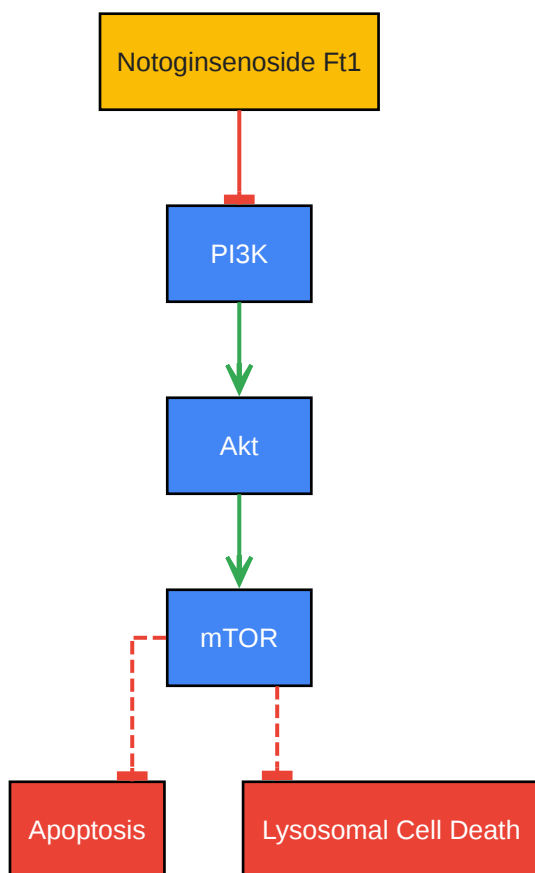 Notoginsenoside Ft1
PI3K
Akt
mTOR
Apoptosis
Lysosomal Cell Death